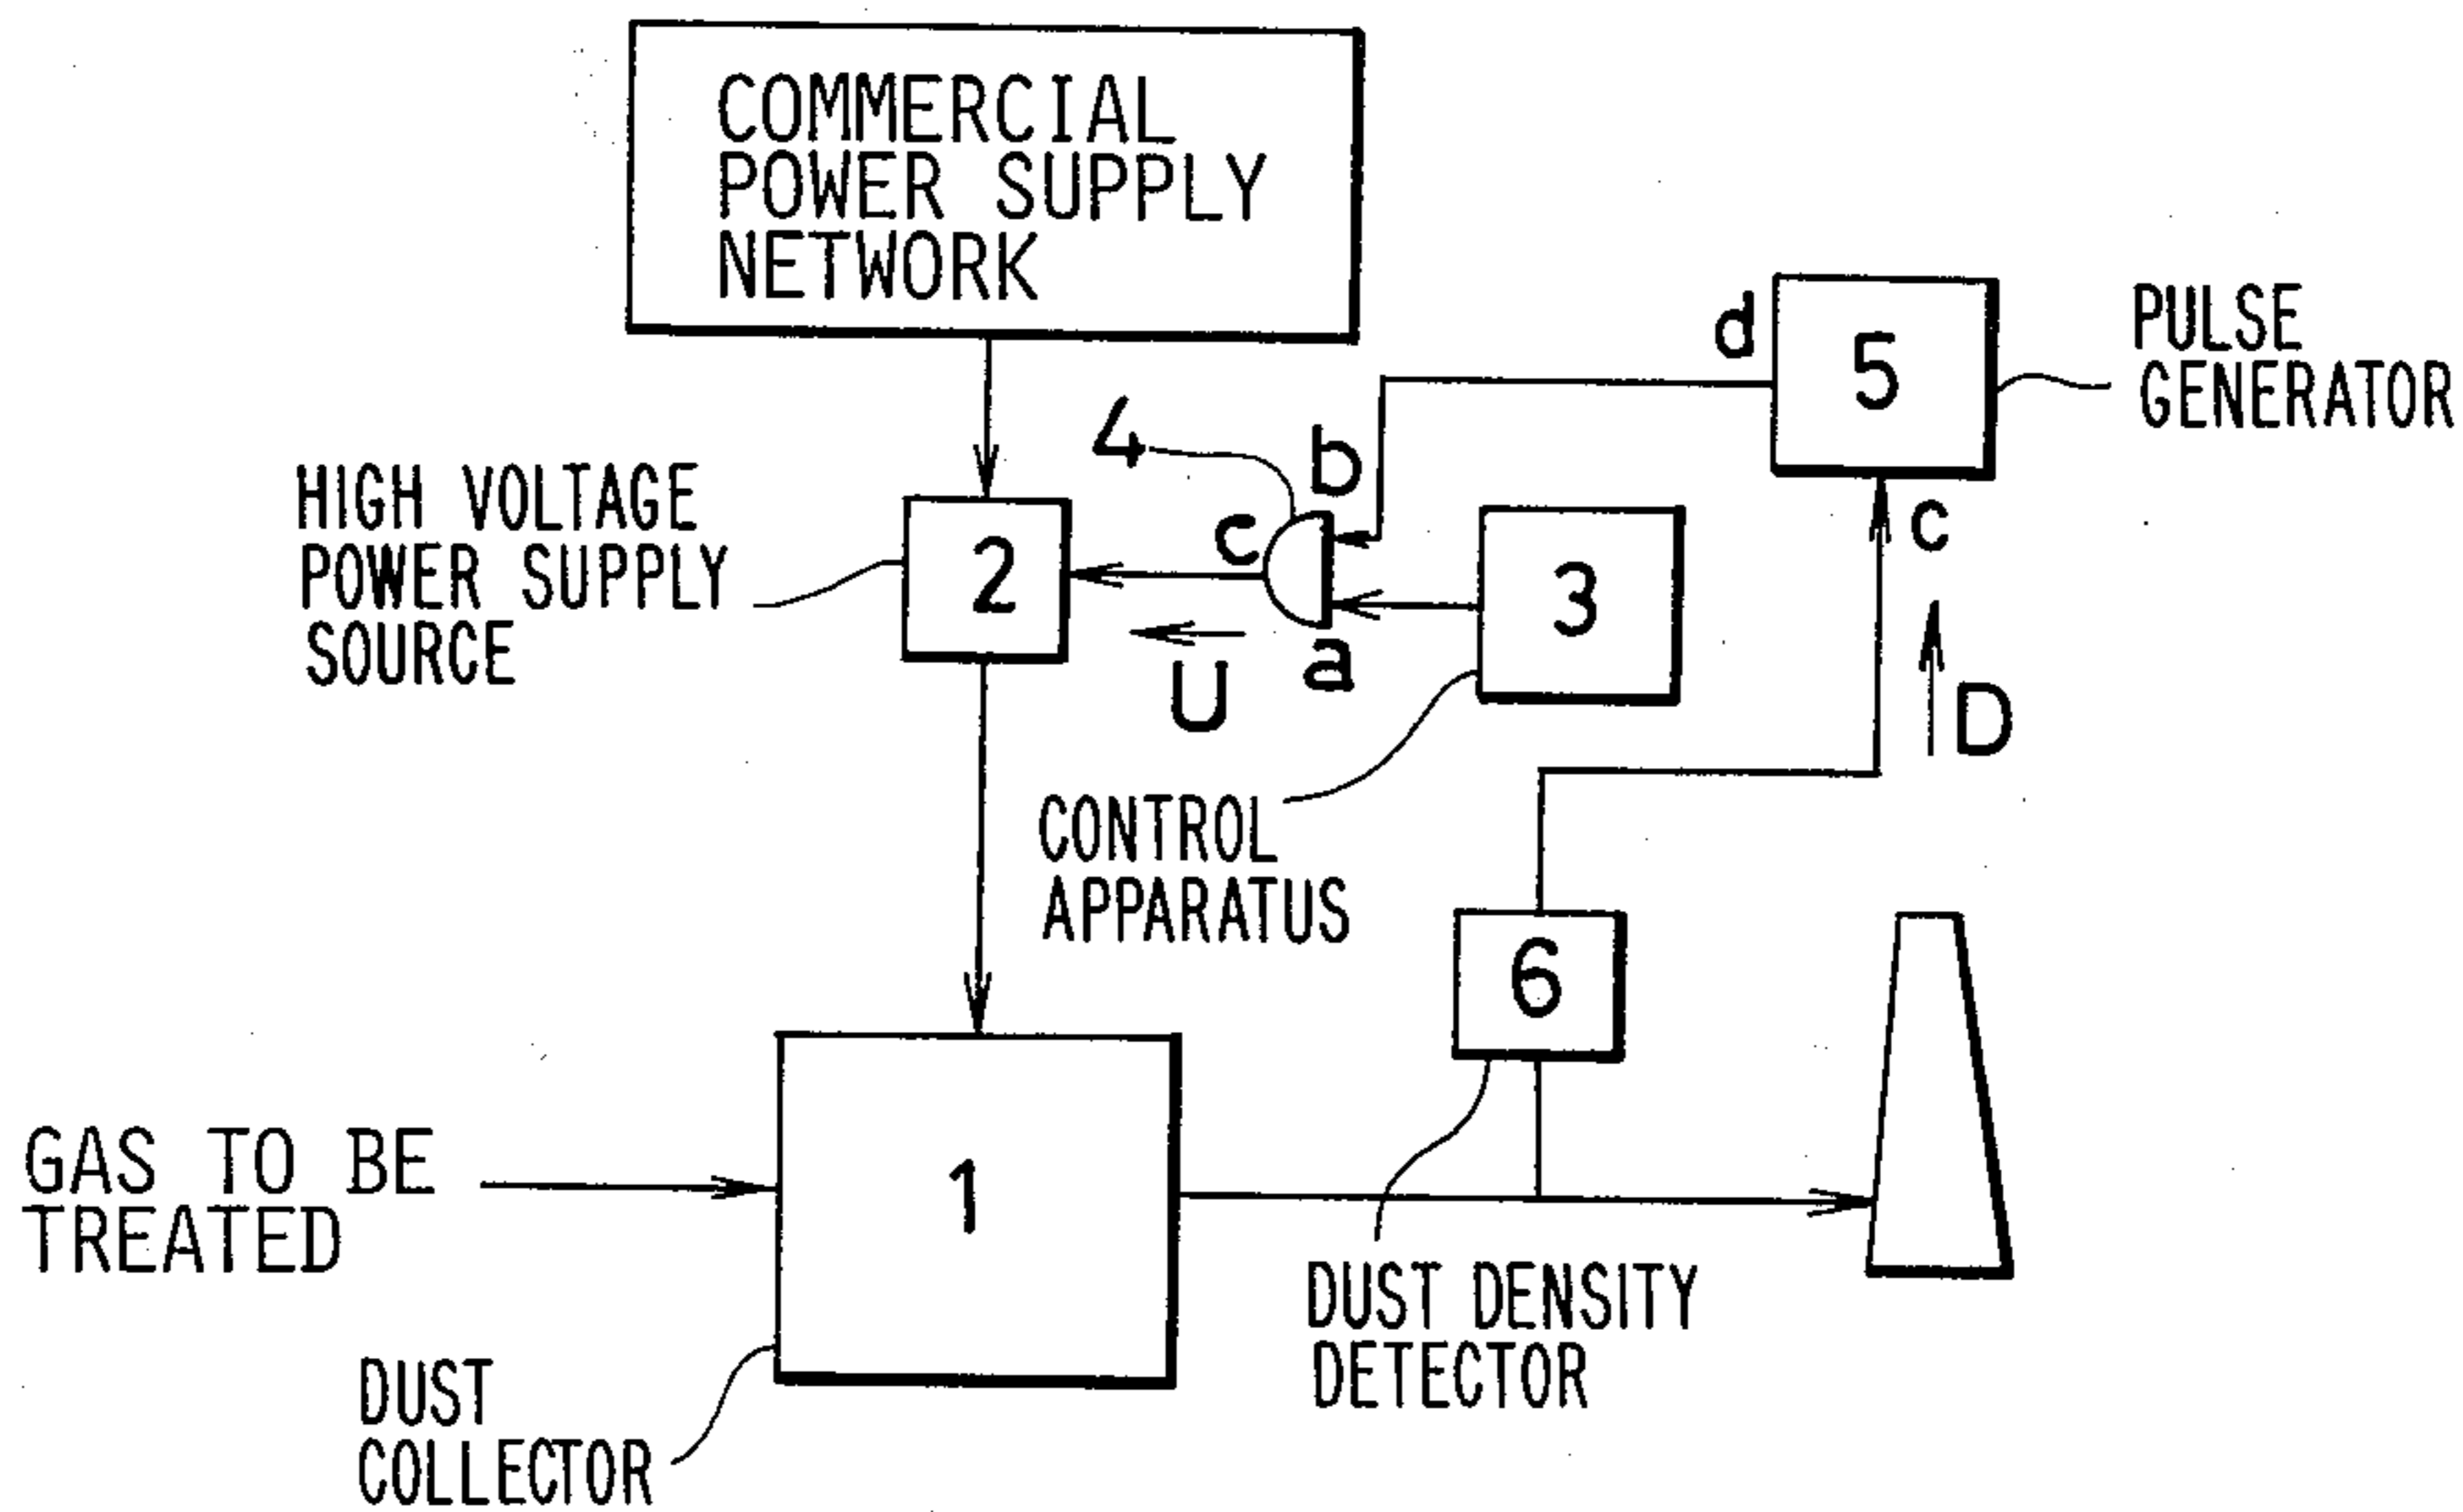 COMMERCIAL
POWER SUPPLY
NETWORK
d
5
PULSE
GENERATOR
4
b
c
HIGH VOLTAGE
POWER SUPPLY
SOURCE
2
c
3
a
U
D
CONTROL
APPARATUS
6
GAS TO BE
TREATED
1
DUST DENSITY
DETECTOR
DUST
COLLECTOR